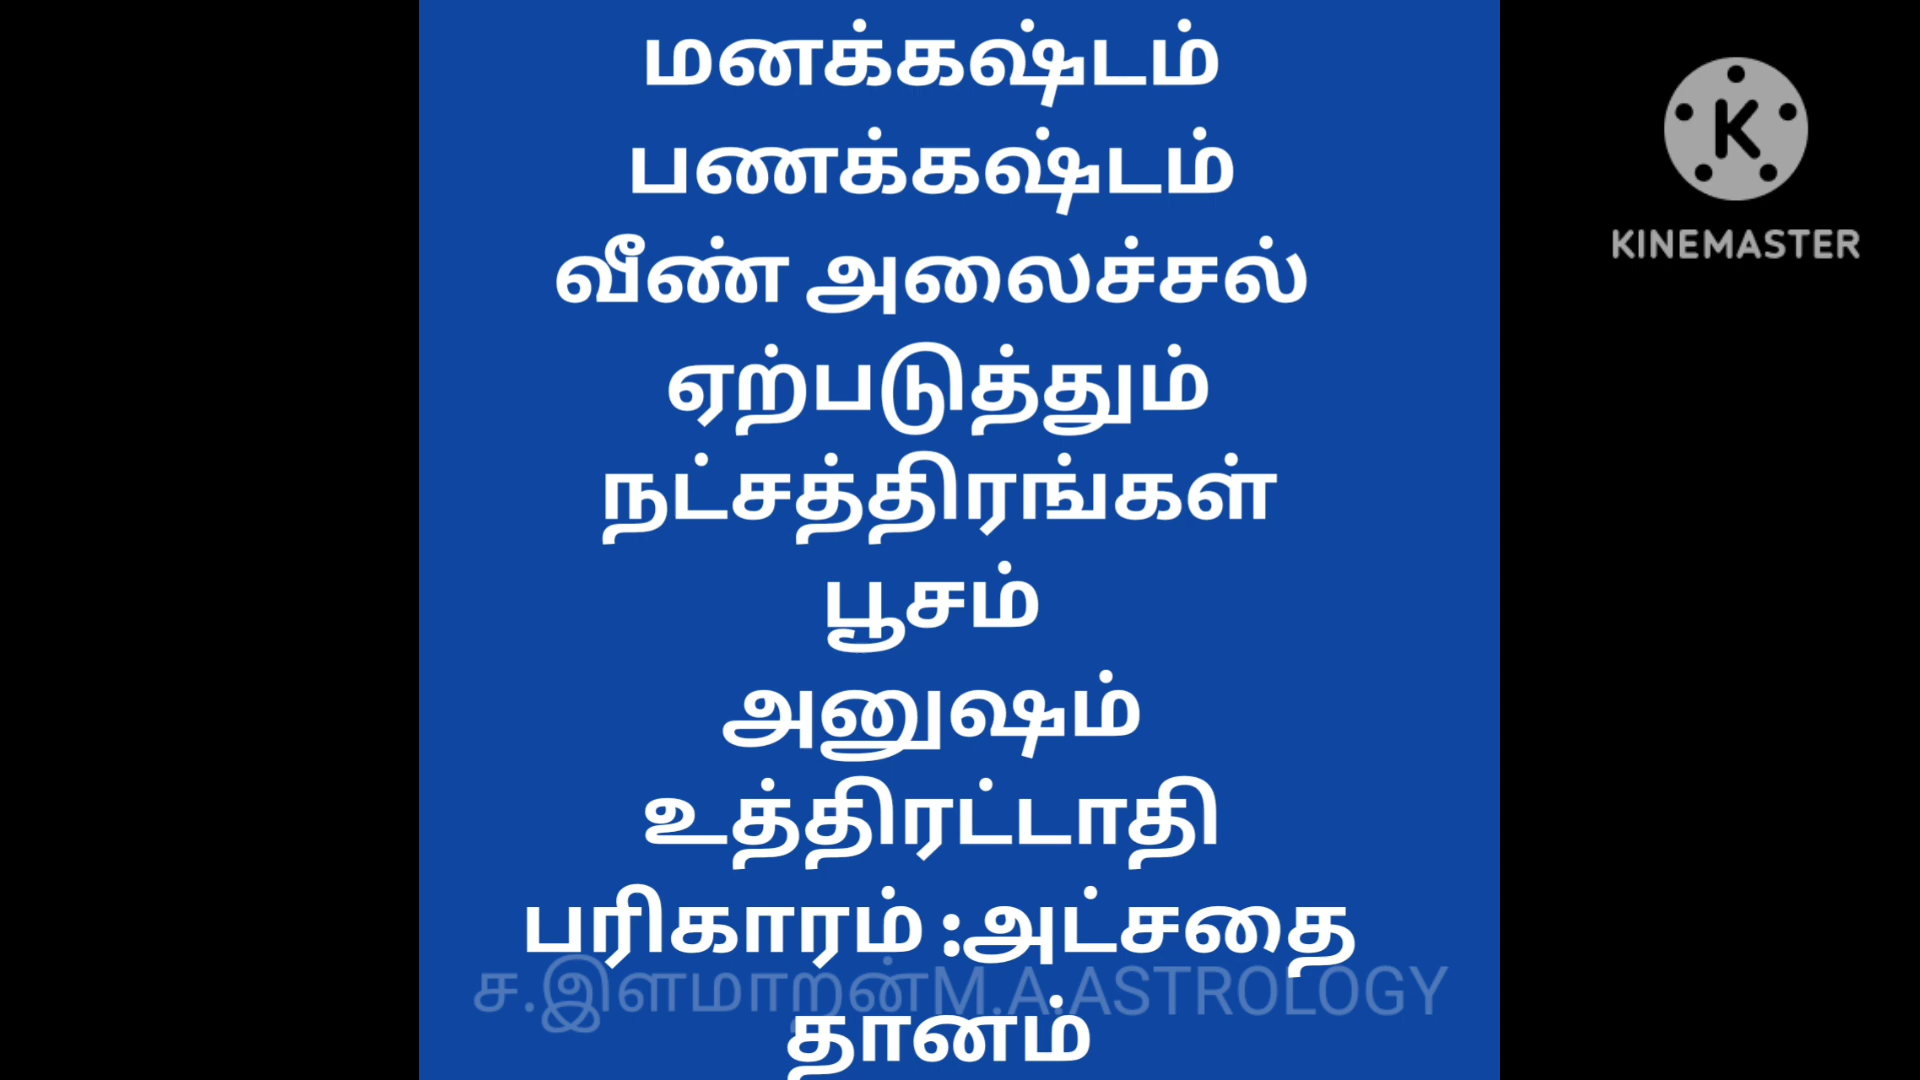 மனக்கஷ்டம்
பணக்கஷ்டம்
வீண் அலைச்சல்
ஏற்படுத்தும்
நட்சத்திரங்கள்
பூசம்
அனுஷம்
உத்திரட்டாதி
பரிகாரம் :அட்சதை
ச.இளமாறன்M.A.ASTROLOGY
தானம்
K
KINEMASTER